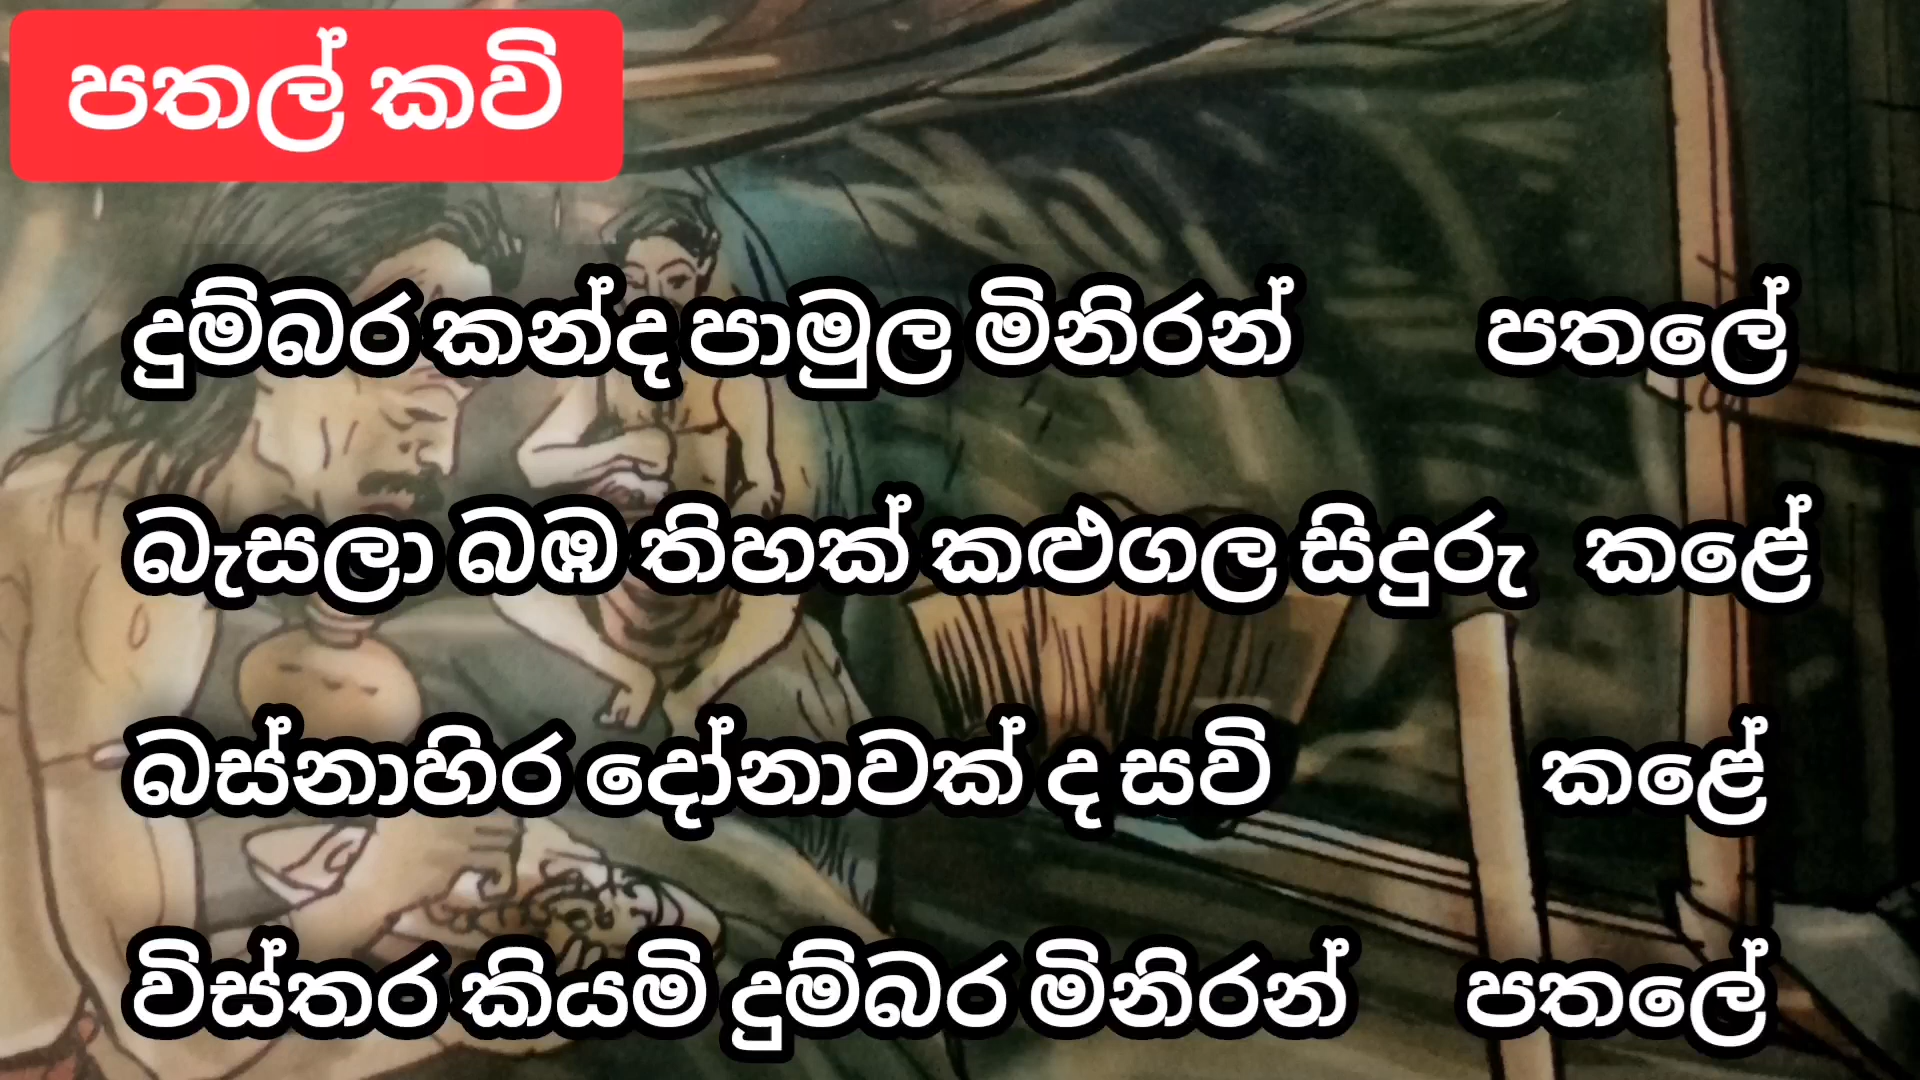 පතල් කවි
දුම්බර කන්ද පාමුල මිනිරන් පතලේ
බැසලා බඹ තිහක් කළුගල සිදුරු කළේ
බස්නාහිර දෝනාවක් ද සවි කළේ
විස්තර කියමි දුම්බර මිනිරන් පතලේ